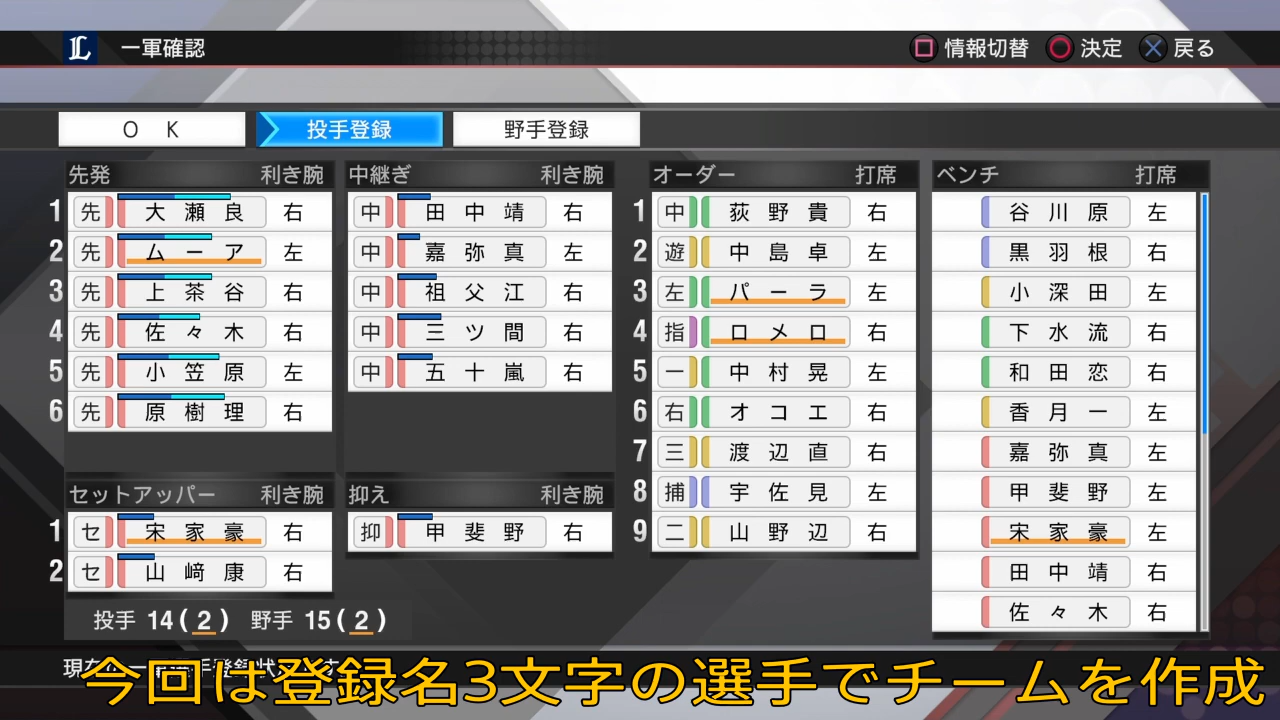 L 一軍確認 情報切替 決定 戻る
O K 投手登録 野手登録
先発 利き腕
1 先 大瀬良 右
2 先 ムーア 左
3 先 上茶谷 右
4 先 佐々木 右
5 先 小笠原 左
6 先 原樹理 右
セットアッパー 利き腕
1 セ 宋家豪 右
2 セ 山﨑康 右
投手 14(2) 野手 15(2)
中継ぎ 利き腕
中 田中靖 右
中 嘉弥真 左
中 祖父江 右
中 三ツ間 右
中 五十嵐 右
抑え 利き腕
抑 甲斐野 右
オーダー 打席
1 中 荻野貴 右
2 遊 中島卓 左
3 左 パーラ 左
4 指 ロメロ 右
5 一 中村晃 左
6 右 オコエ 右
7 三 渡辺直 右
8 捕 宇佐見 左
9 二 山野辺 右
ベンチ 打席
谷川原 左
黒羽根 右
小深田 左
下水流 右
和田恋 右
香月一 左
嘉弥真 左
甲斐野 左
宋家豪 左
田中靖 右
佐々木 右
今回は登録名3文字の選手でチームを作成